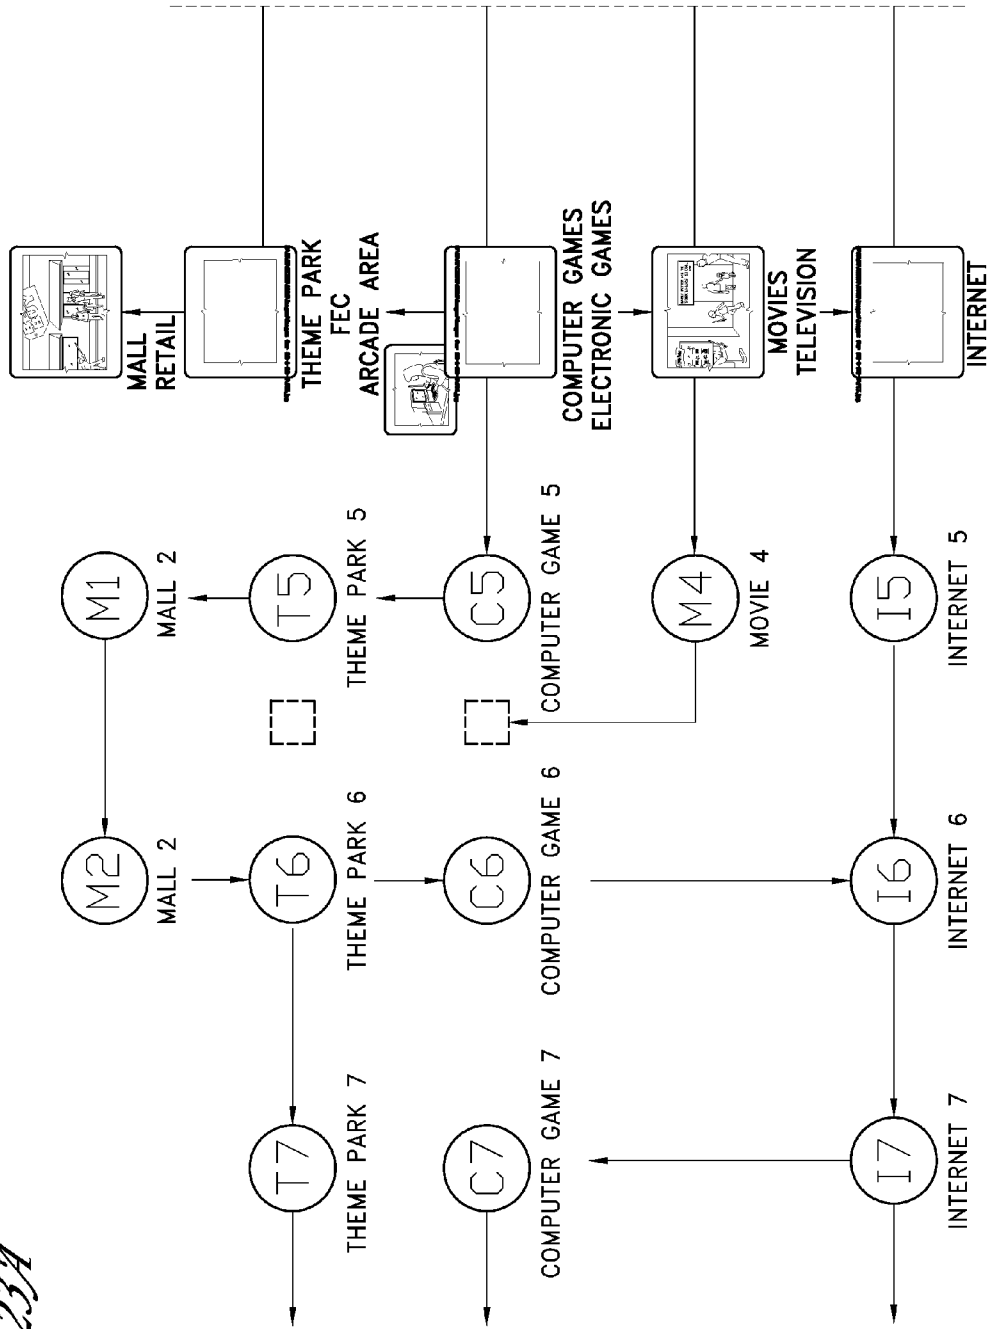 MALL
RETAIL
THEME PARK
FEC
ARCADE AREA
COMPUTER GAMES
ELECTRONIC GAMES
MOVIES
TELEVISION
INTERNET
M1
MALL 2
T5
THEME PARK 5
C5
COMPUTER GAME 5
M4
MOVIE 4
I5
INTERNET 5
M2
MALL 2
T6
THEME PARK 6
C6
COMPUTER GAME 6
I6
INTERNET 6
T7
THEME PARK 7
C7
COMPUTER GAME 7
I7
INTERNET 7
23A